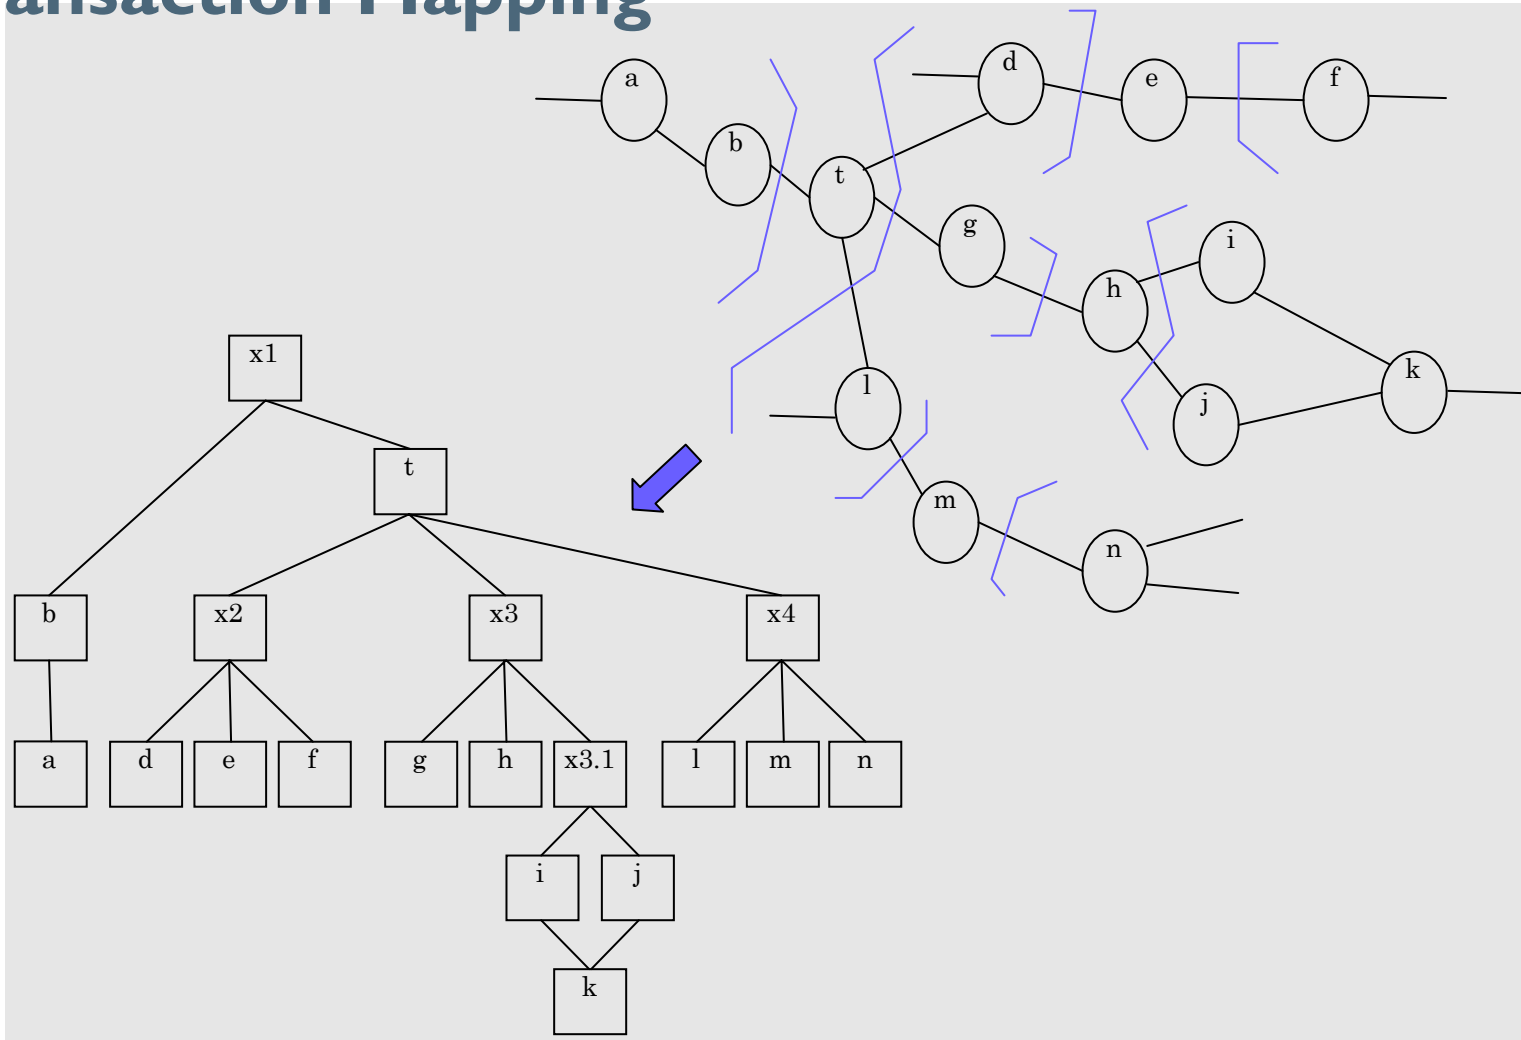 ansaction Mapping
a
d
e
f
b
t
g
i
h
x1
k
l
j
t
m
n
b
x2
x3
x4
a
d
e
f
g
h
x3.1
l
m
n
i
j
k